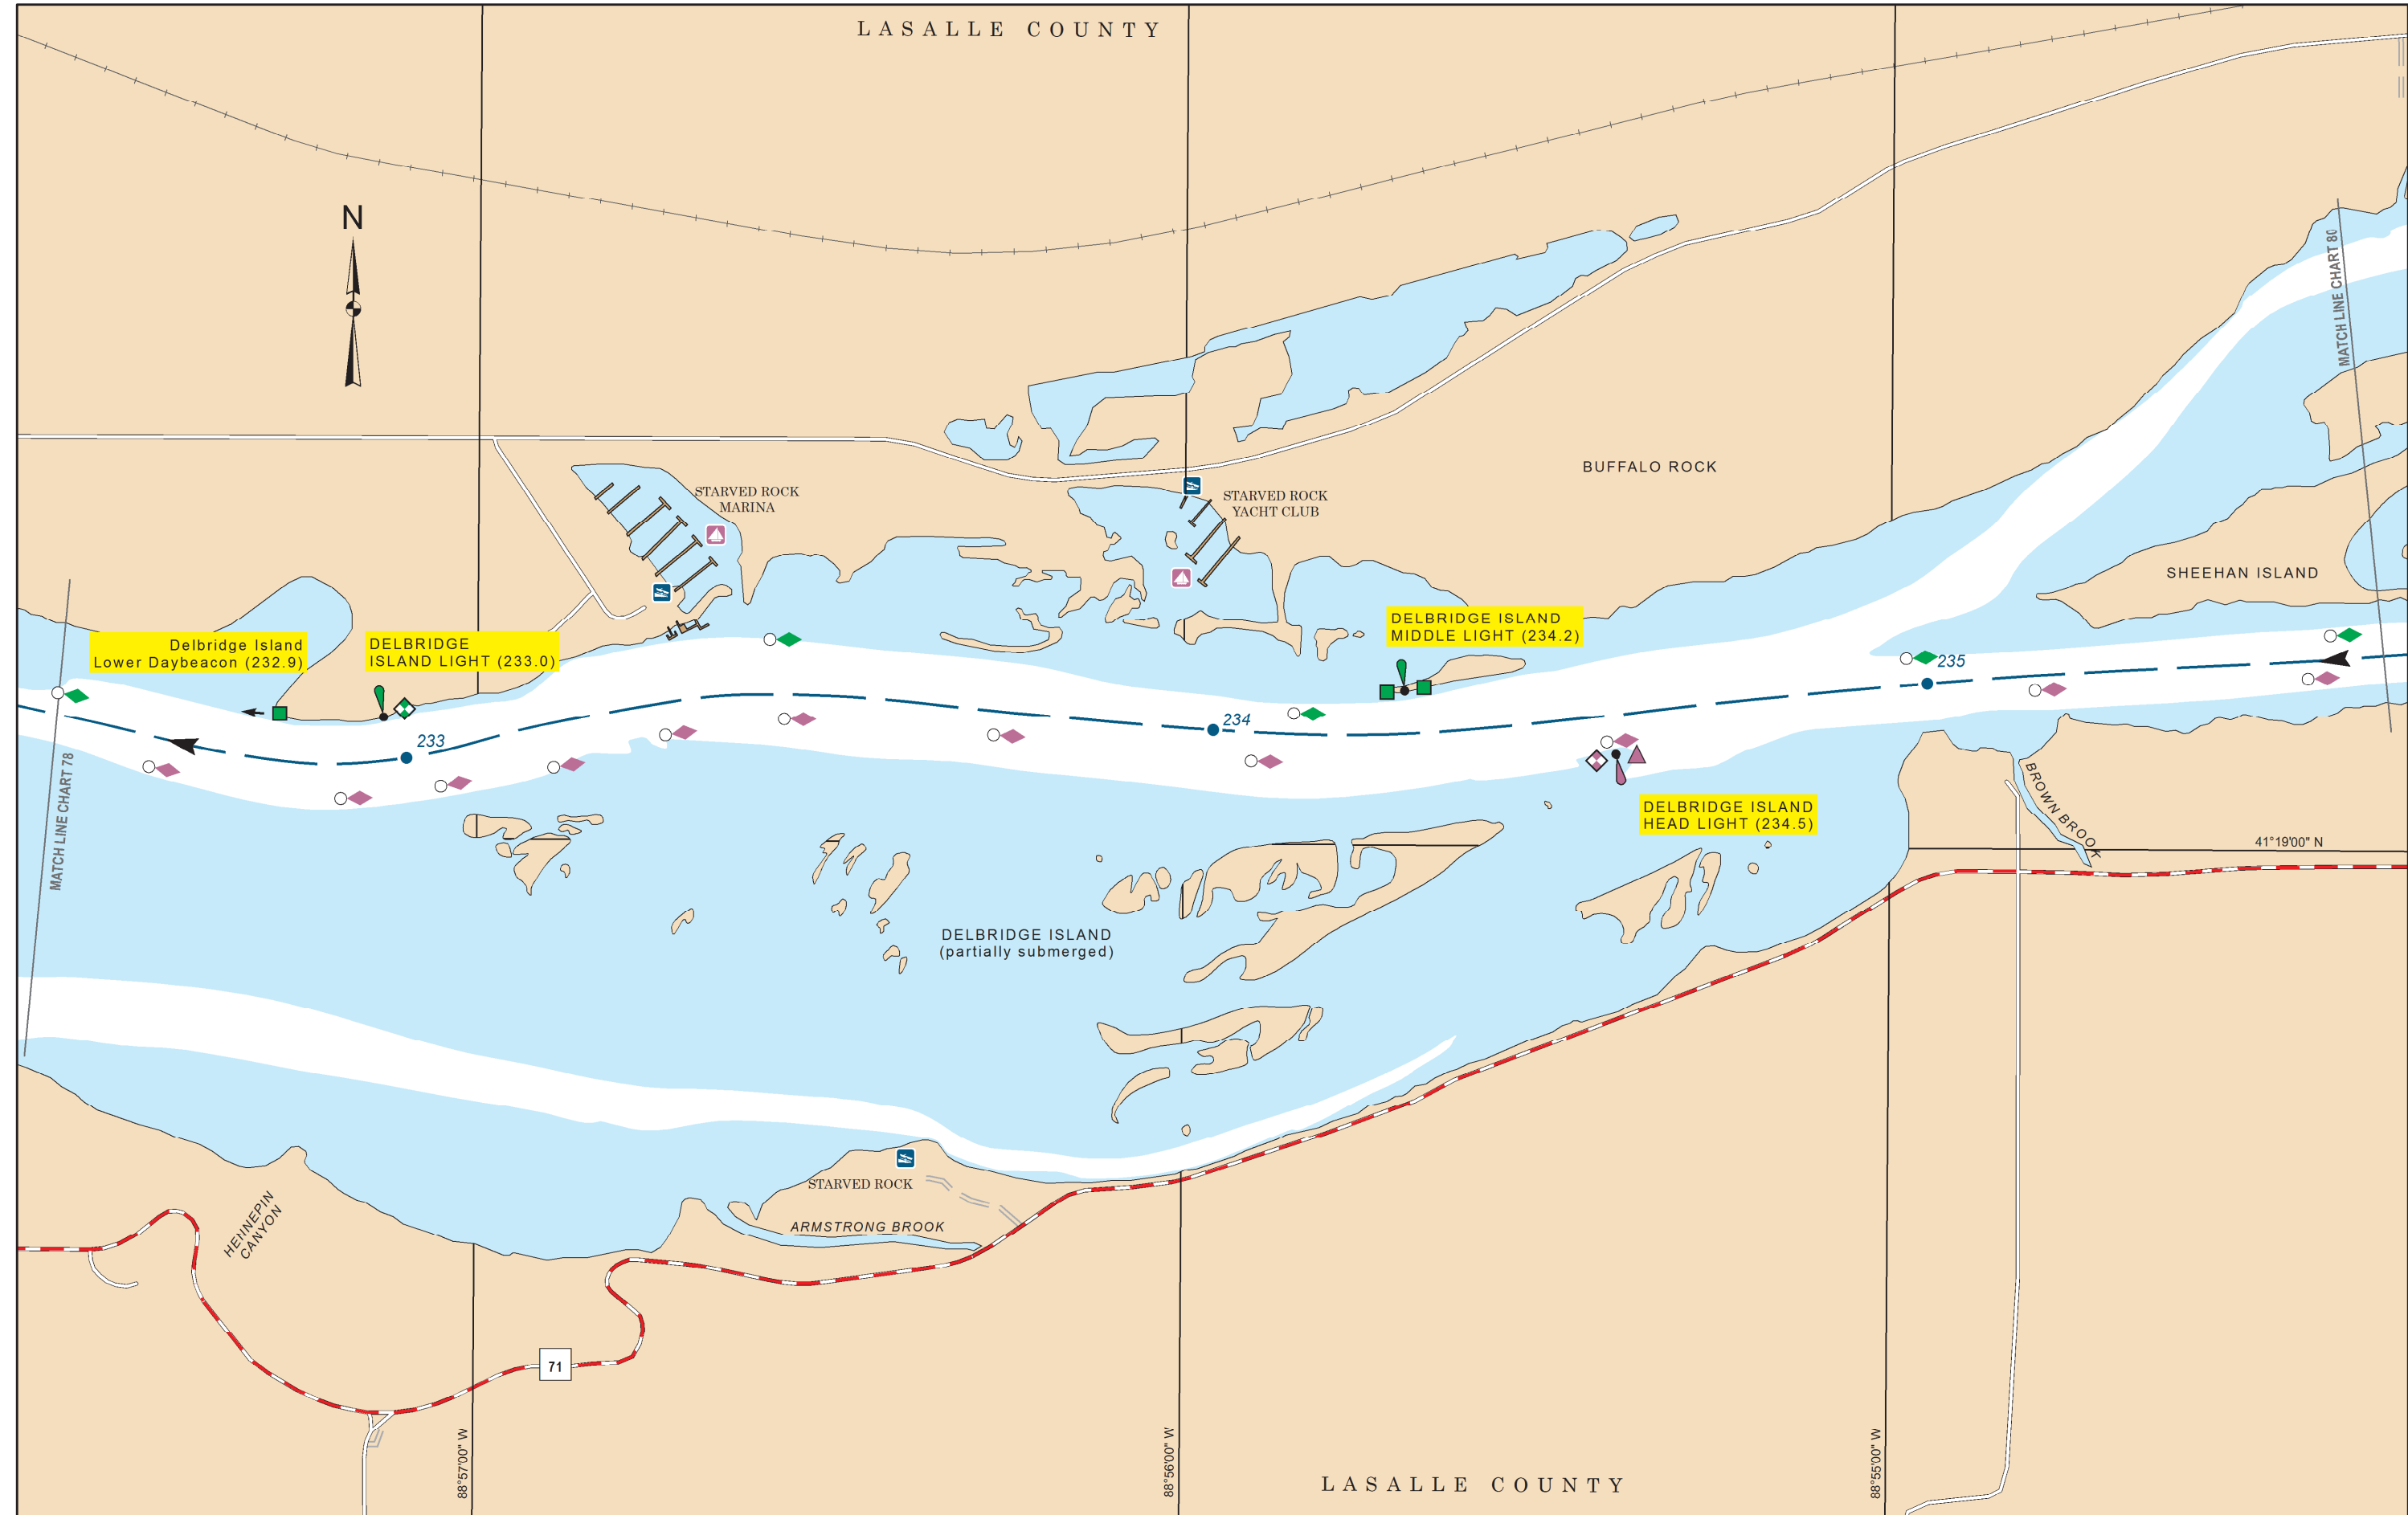 LASALLE COUNTY
N
MATCH LINE CHART 80
BUFFALO ROCK
STARVED ROCK
MARINA
STARVED ROCK
YACHT CLUB
SHEEHAN ISLAND
Delbridge Island
Lower Daybeacon (232.9)
DELBRIDGE
ISLAND LIGHT (233.0)
DELBRIDGE ISLAND
MIDDLE LIGHT (234.2)
235
234
233
MATCH LINE CHART 78
DELBRIDGE ISLAND
HEAD LIGHT (234.5)
BROWN BROOK
41°19'00" N
DELBRIDGE ISLAND
(partially submerged)
STARVED ROCK
ARMSTRONG BROOK
HENNEPIN
CANYON
71
88°57'00" W
88°56'00" W
88°55'00" W
LASALLE COUNTY